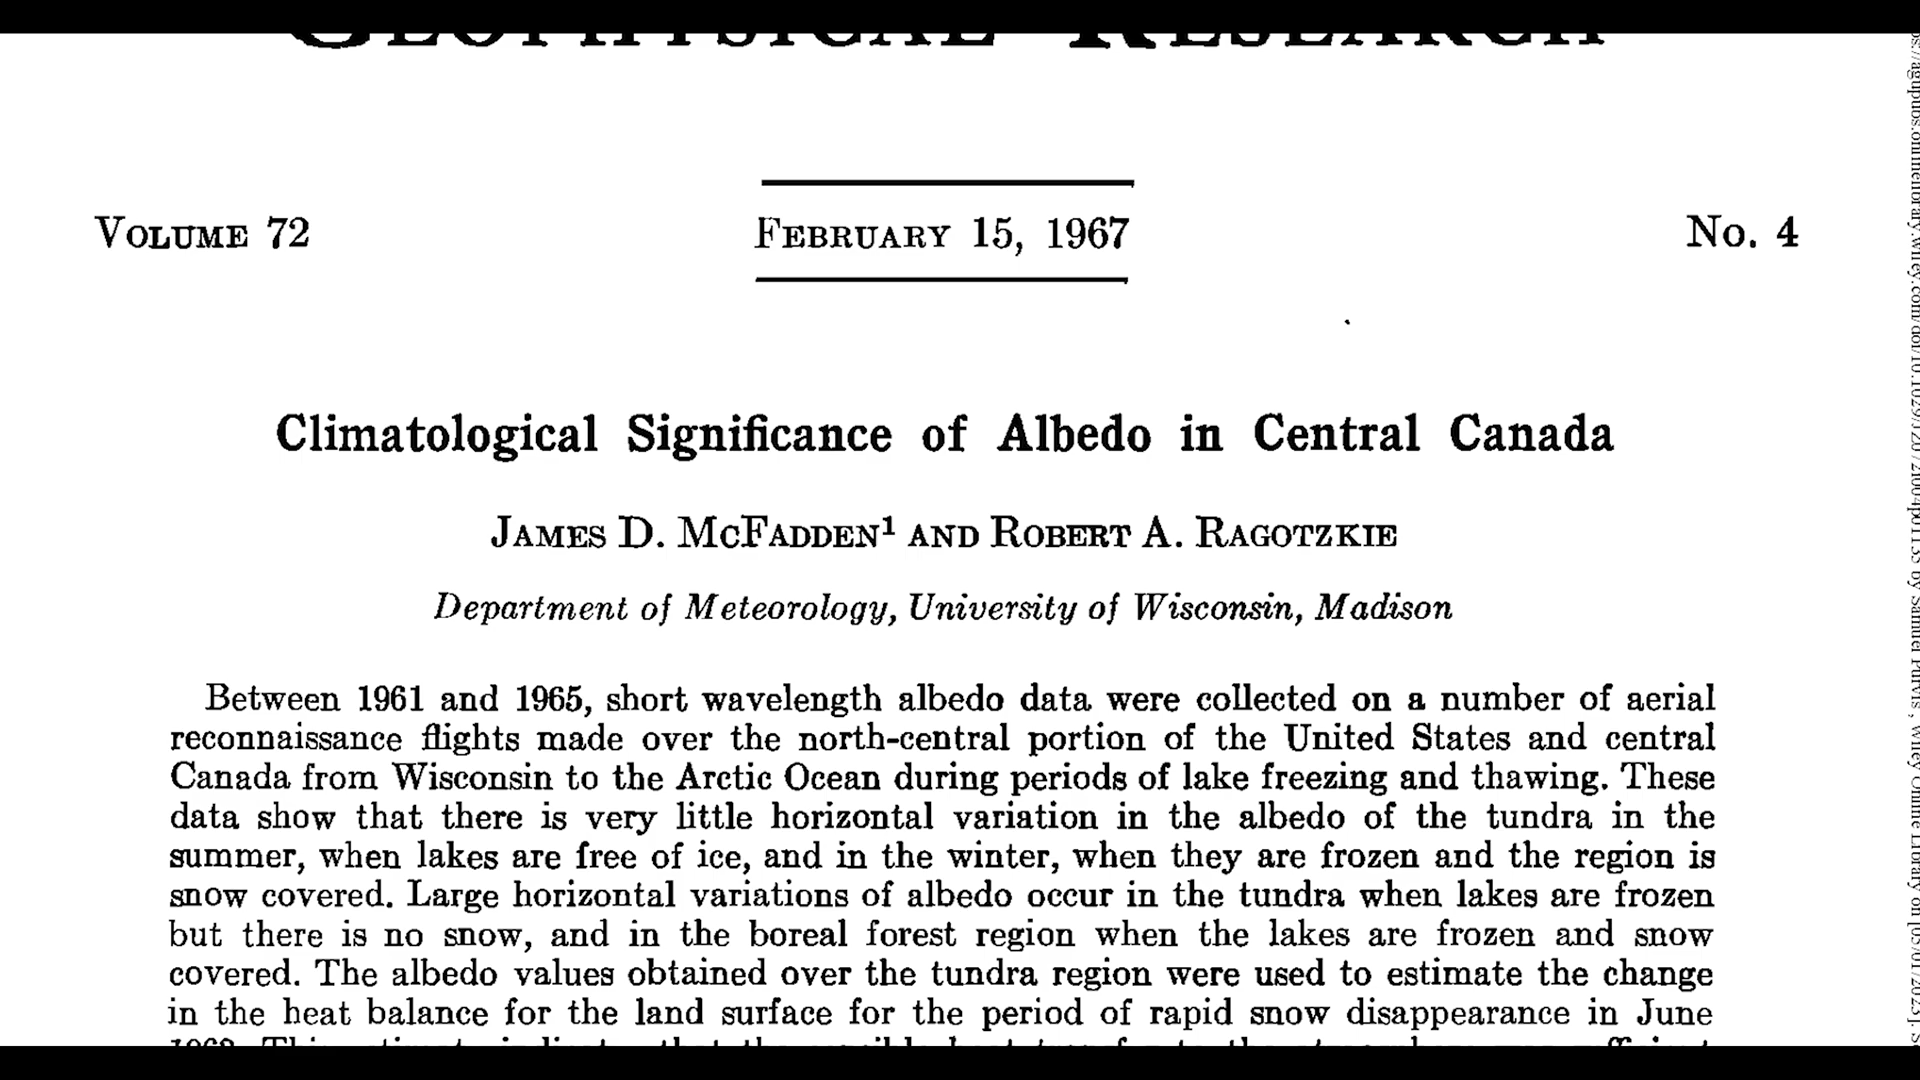 GEOPHYSICAL RESEARCH
VOLUME 72
FEBRUARY 15, 1967
No. 4
Climatological Significance of Albedo in Central Canada
JAMES D. MCFADDEN¹ AND ROBERT A. RAGOTZKIE
Department of Meteorology, University of Wisconsin, Madison
Between 1961 and 1965, short wavelength albedo data were collected on a number of aerial
reconnaissance flights made over the north-central portion of the United States and central
Canada from Wisconsin to the Arctic Ocean during periods of lake freezing and thawing. These
data show that there is very little horizontal variation in the albedo of the tundra in the
summer, when lakes are free of ice, and in the winter, when they are frozen and the region is
snow covered. Large horizontal variations of albedo occur in the tundra when lakes are frozen
but there is no snow, and in the boreal forest region when the lakes are frozen and snow
covered. The albedo values obtained over the tundra region were used to estimate the change
in the heat balance for the land surface for the period of rapid snow disappearance in June